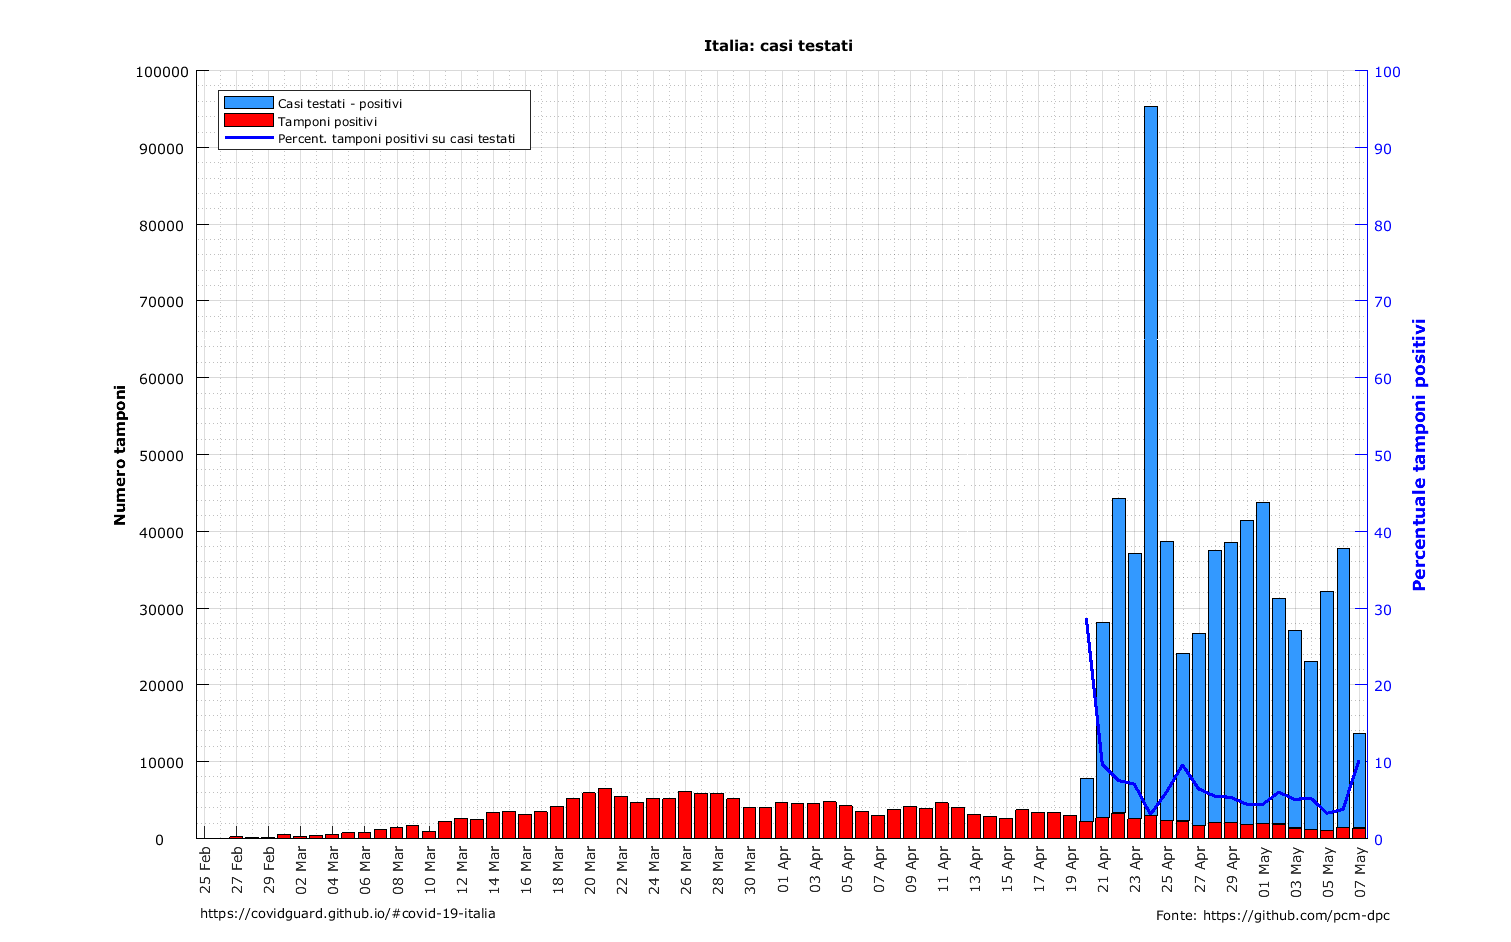 Italia: casi testati
Casi testati - positivi
Tamponi positivi
Percent. tamponi positivi su casi testati
Numero tamponi
100000
90000
80000
70000
60000
50000
40000
30000
20000
10000
0
Percentuale tamponi positivi
100
90
80
70
60
50
40
30
20
10
0
25 Feb
27 Feb
29 Feb
02 Mar
04 Mar
06 Mar
08 Mar
10 Mar
12 Mar
14 Mar
16 Mar
18 Mar
20 Mar
22 Mar
24 Mar
26 Mar
28 Mar
30 Mar
01 Apr
03 Apr
05 Apr
07 Apr
09 Apr
11 Apr
13 Apr
15 Apr
17 Apr
19 Apr
21 Apr
23 Apr
25 Apr
27 Apr
29 Apr
01 May
03 May
05 May
07 May
https://covidguard.github.io/#covid-19-italia
Fonte: https://github.com/pcm-dpc